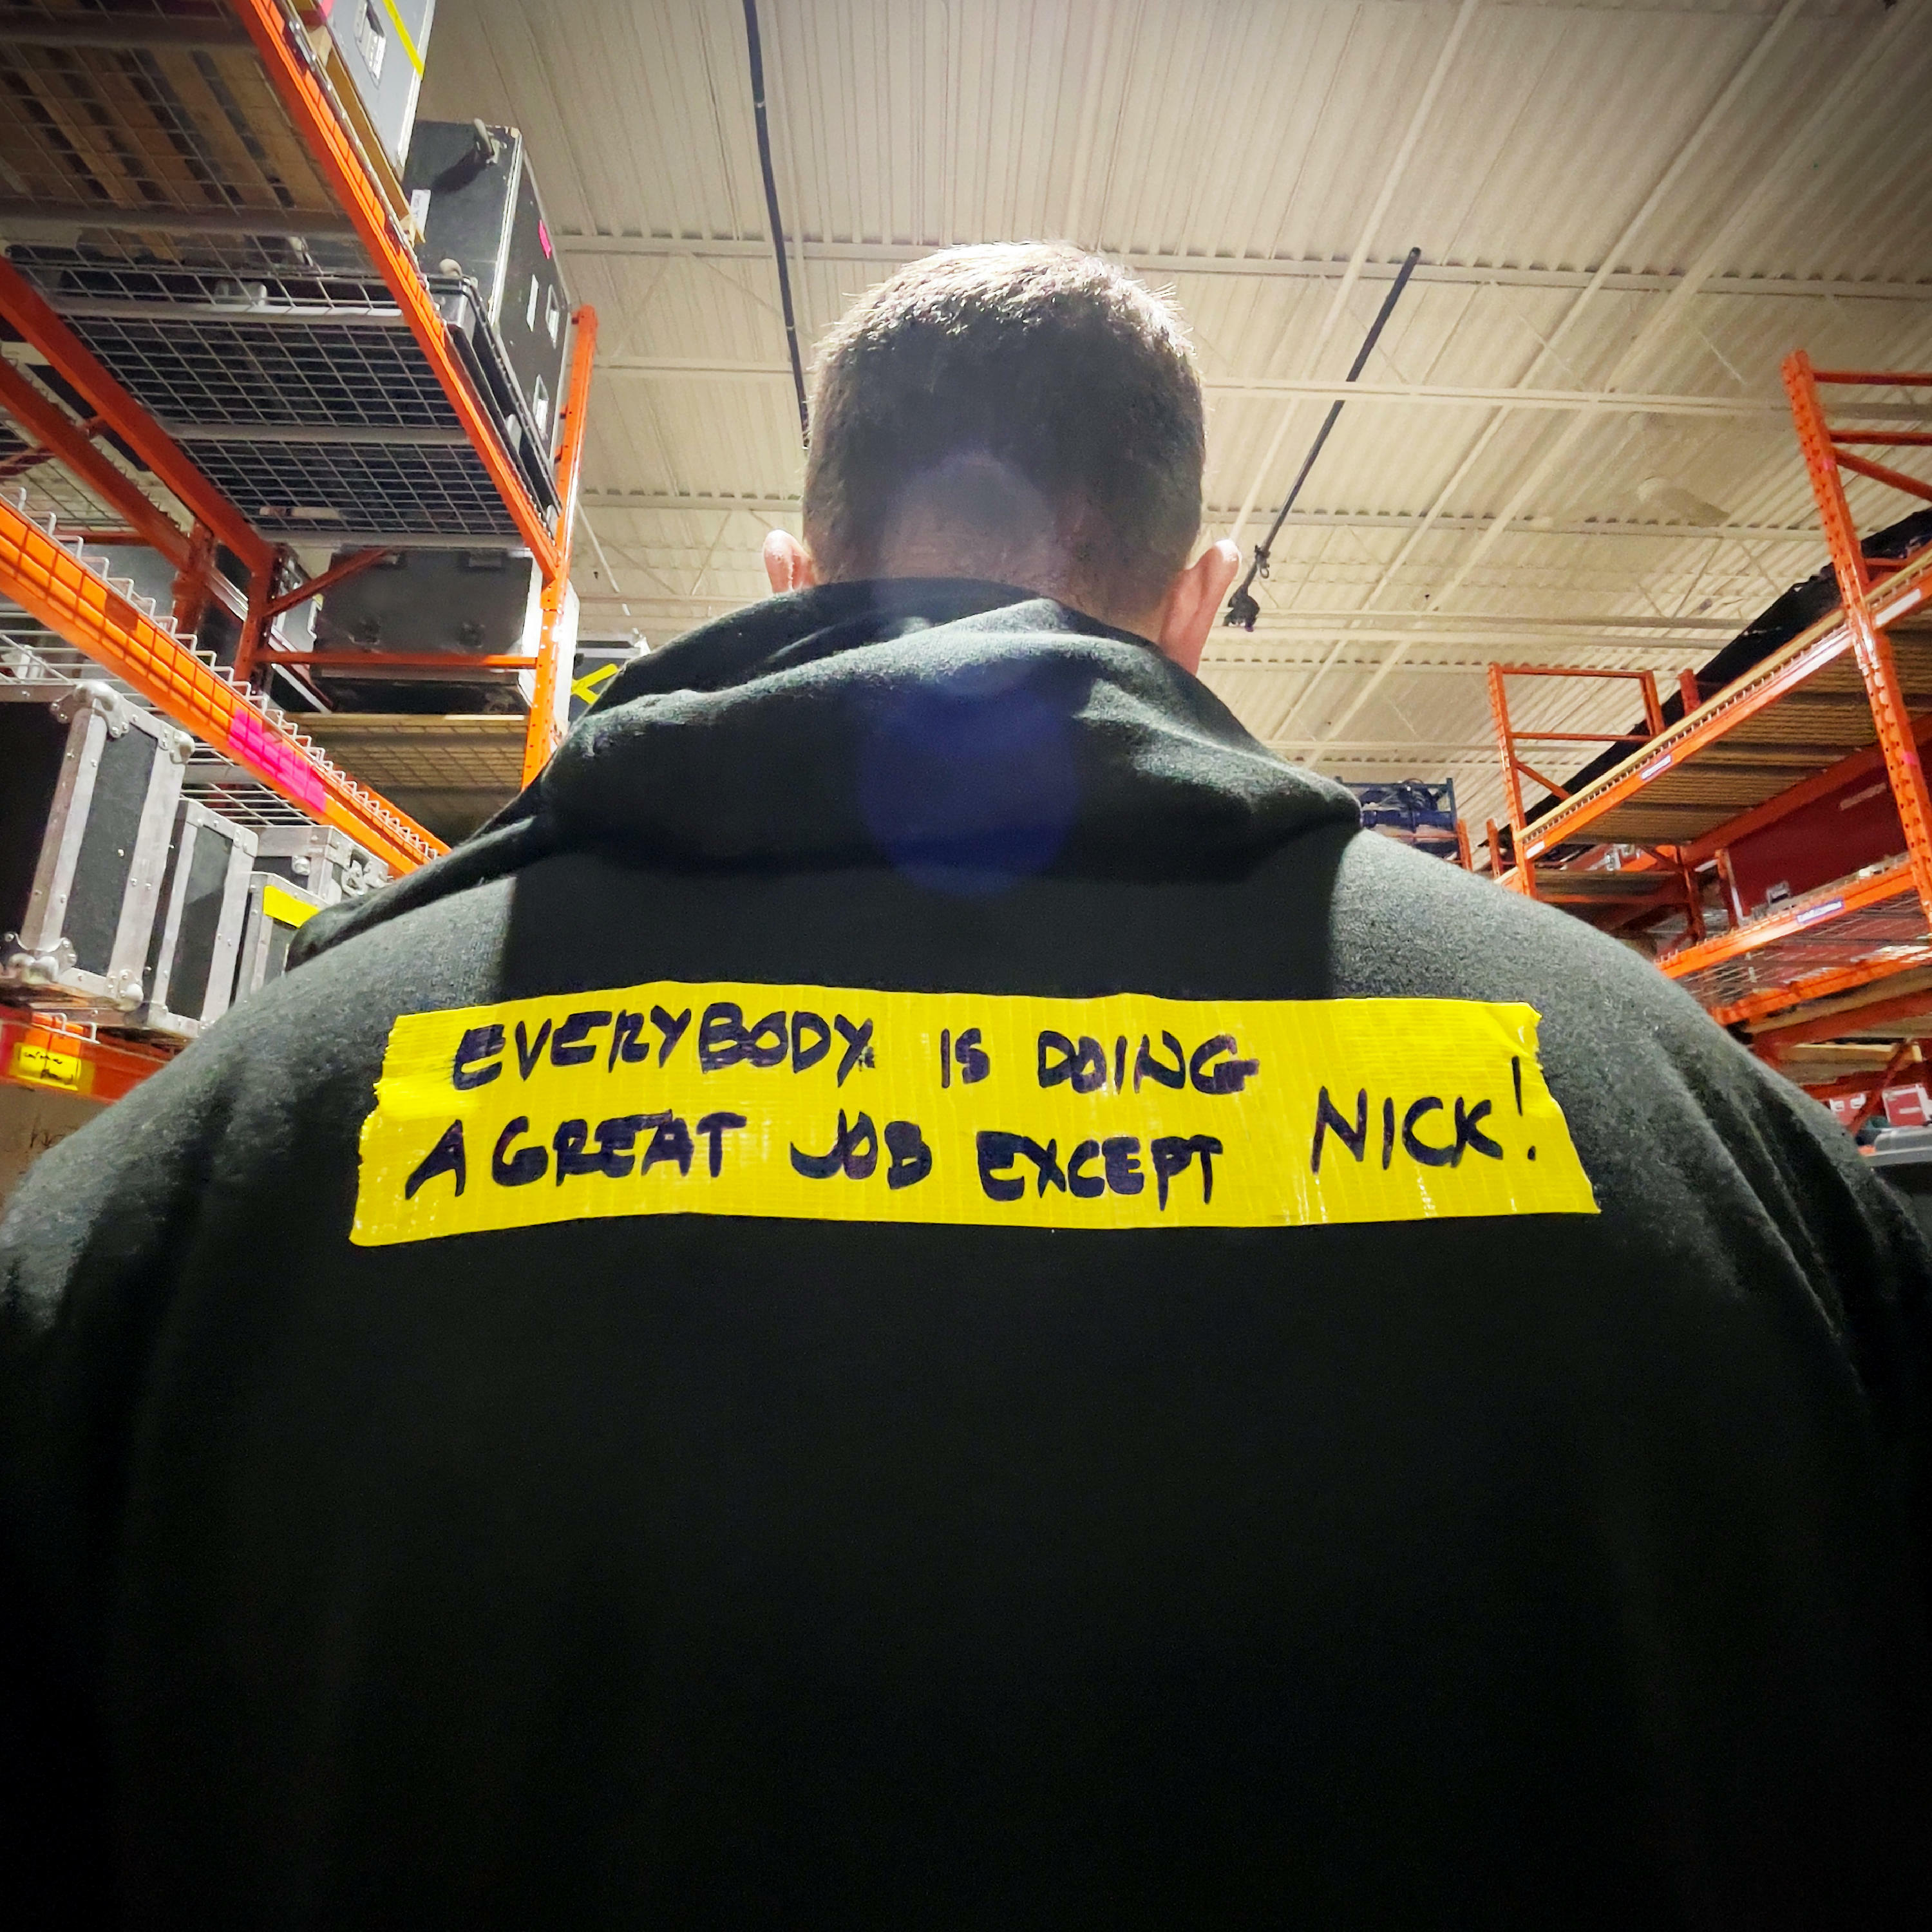 EVERYBODY IS DOING
A GREAT JOB EXCEPT NICK!